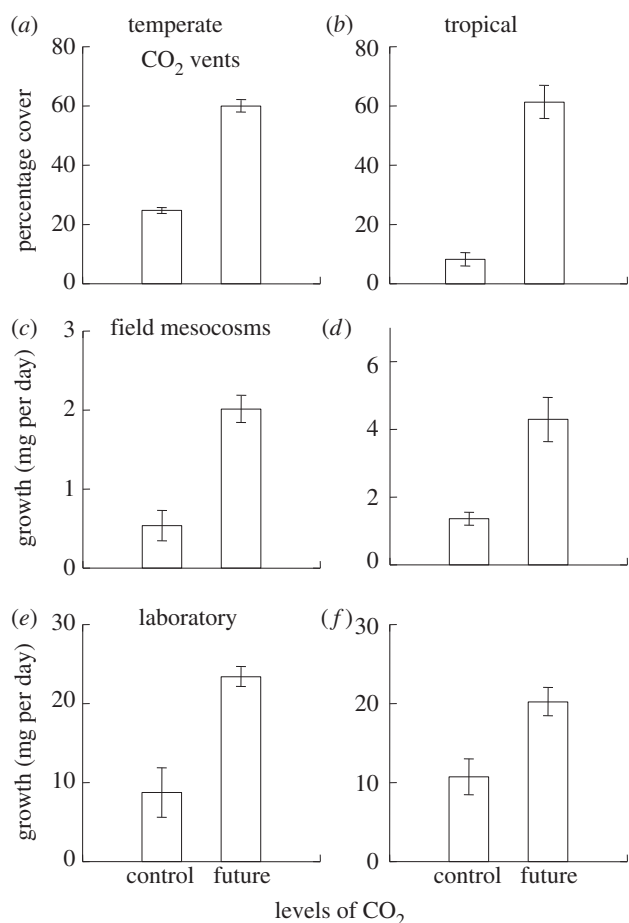 (a) temperate
(b) tropical
CO2 vents
percentage cover
80
60
40
20
0
80
60
40
20
0
(c) field mesocosms
(d)
growth (mg per day)
3
2
1
0
6
4
2
0
(e) laboratory
(f)
growth (mg per day)
30
20
10
0
30
20
10
0
control future
control future
levels of CO2